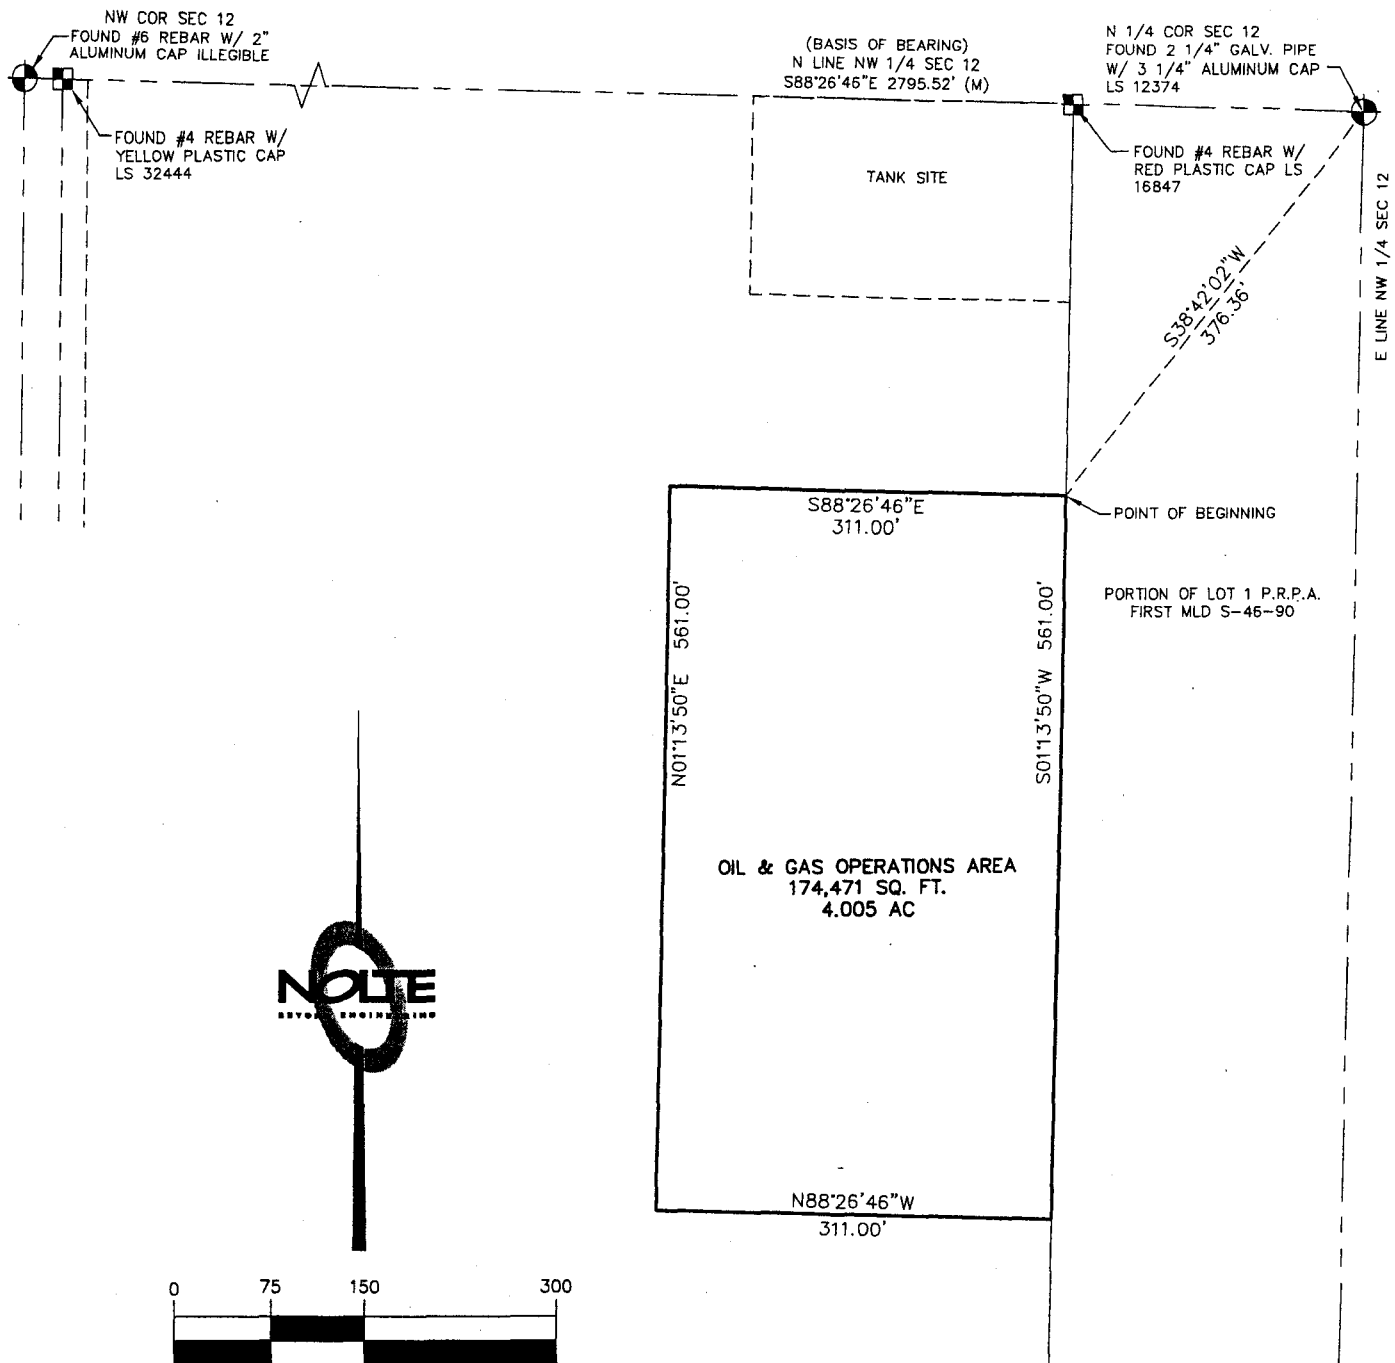 NW COR SEC 12
FOUND #6 REBAR W/ 2"
ALUMINUM CAP ILLEGIBLE
FOUND #4 REBAR W/
YELLOW PLASTIC CAP
LS 32444
(BASIS OF BEARING)
N LINE NW 1/4 SEC 12
S88°26'46"E 2795.52' (M)
N 1/4 COR SEC 12
FOUND 2 1/4" GALV. PIPE
W/ 3 1/4" ALUMINUM CAP
LS 12374
FOUND #4 REBAR W/
RED PLASTIC CAP LS
16847
TANK SITE
S38°42'02"W
376.36'
E LINE NW 1/4 SEC 12
S88°26'46"E
311.00'
POINT OF BEGINNING
PORTION OF LOT 1 P.R.P.A.
FIRST MLD S-46-90
N01°13'50"E 561.00'
S01°13'50"W 561.00'
OIL & GAS OPERATIONS AREA
174,471 SQ. FT.
4.005 AC
NOLTE
BEYOND ENGINEERING
N88°26'46"W
311.00'
0 75 150 300